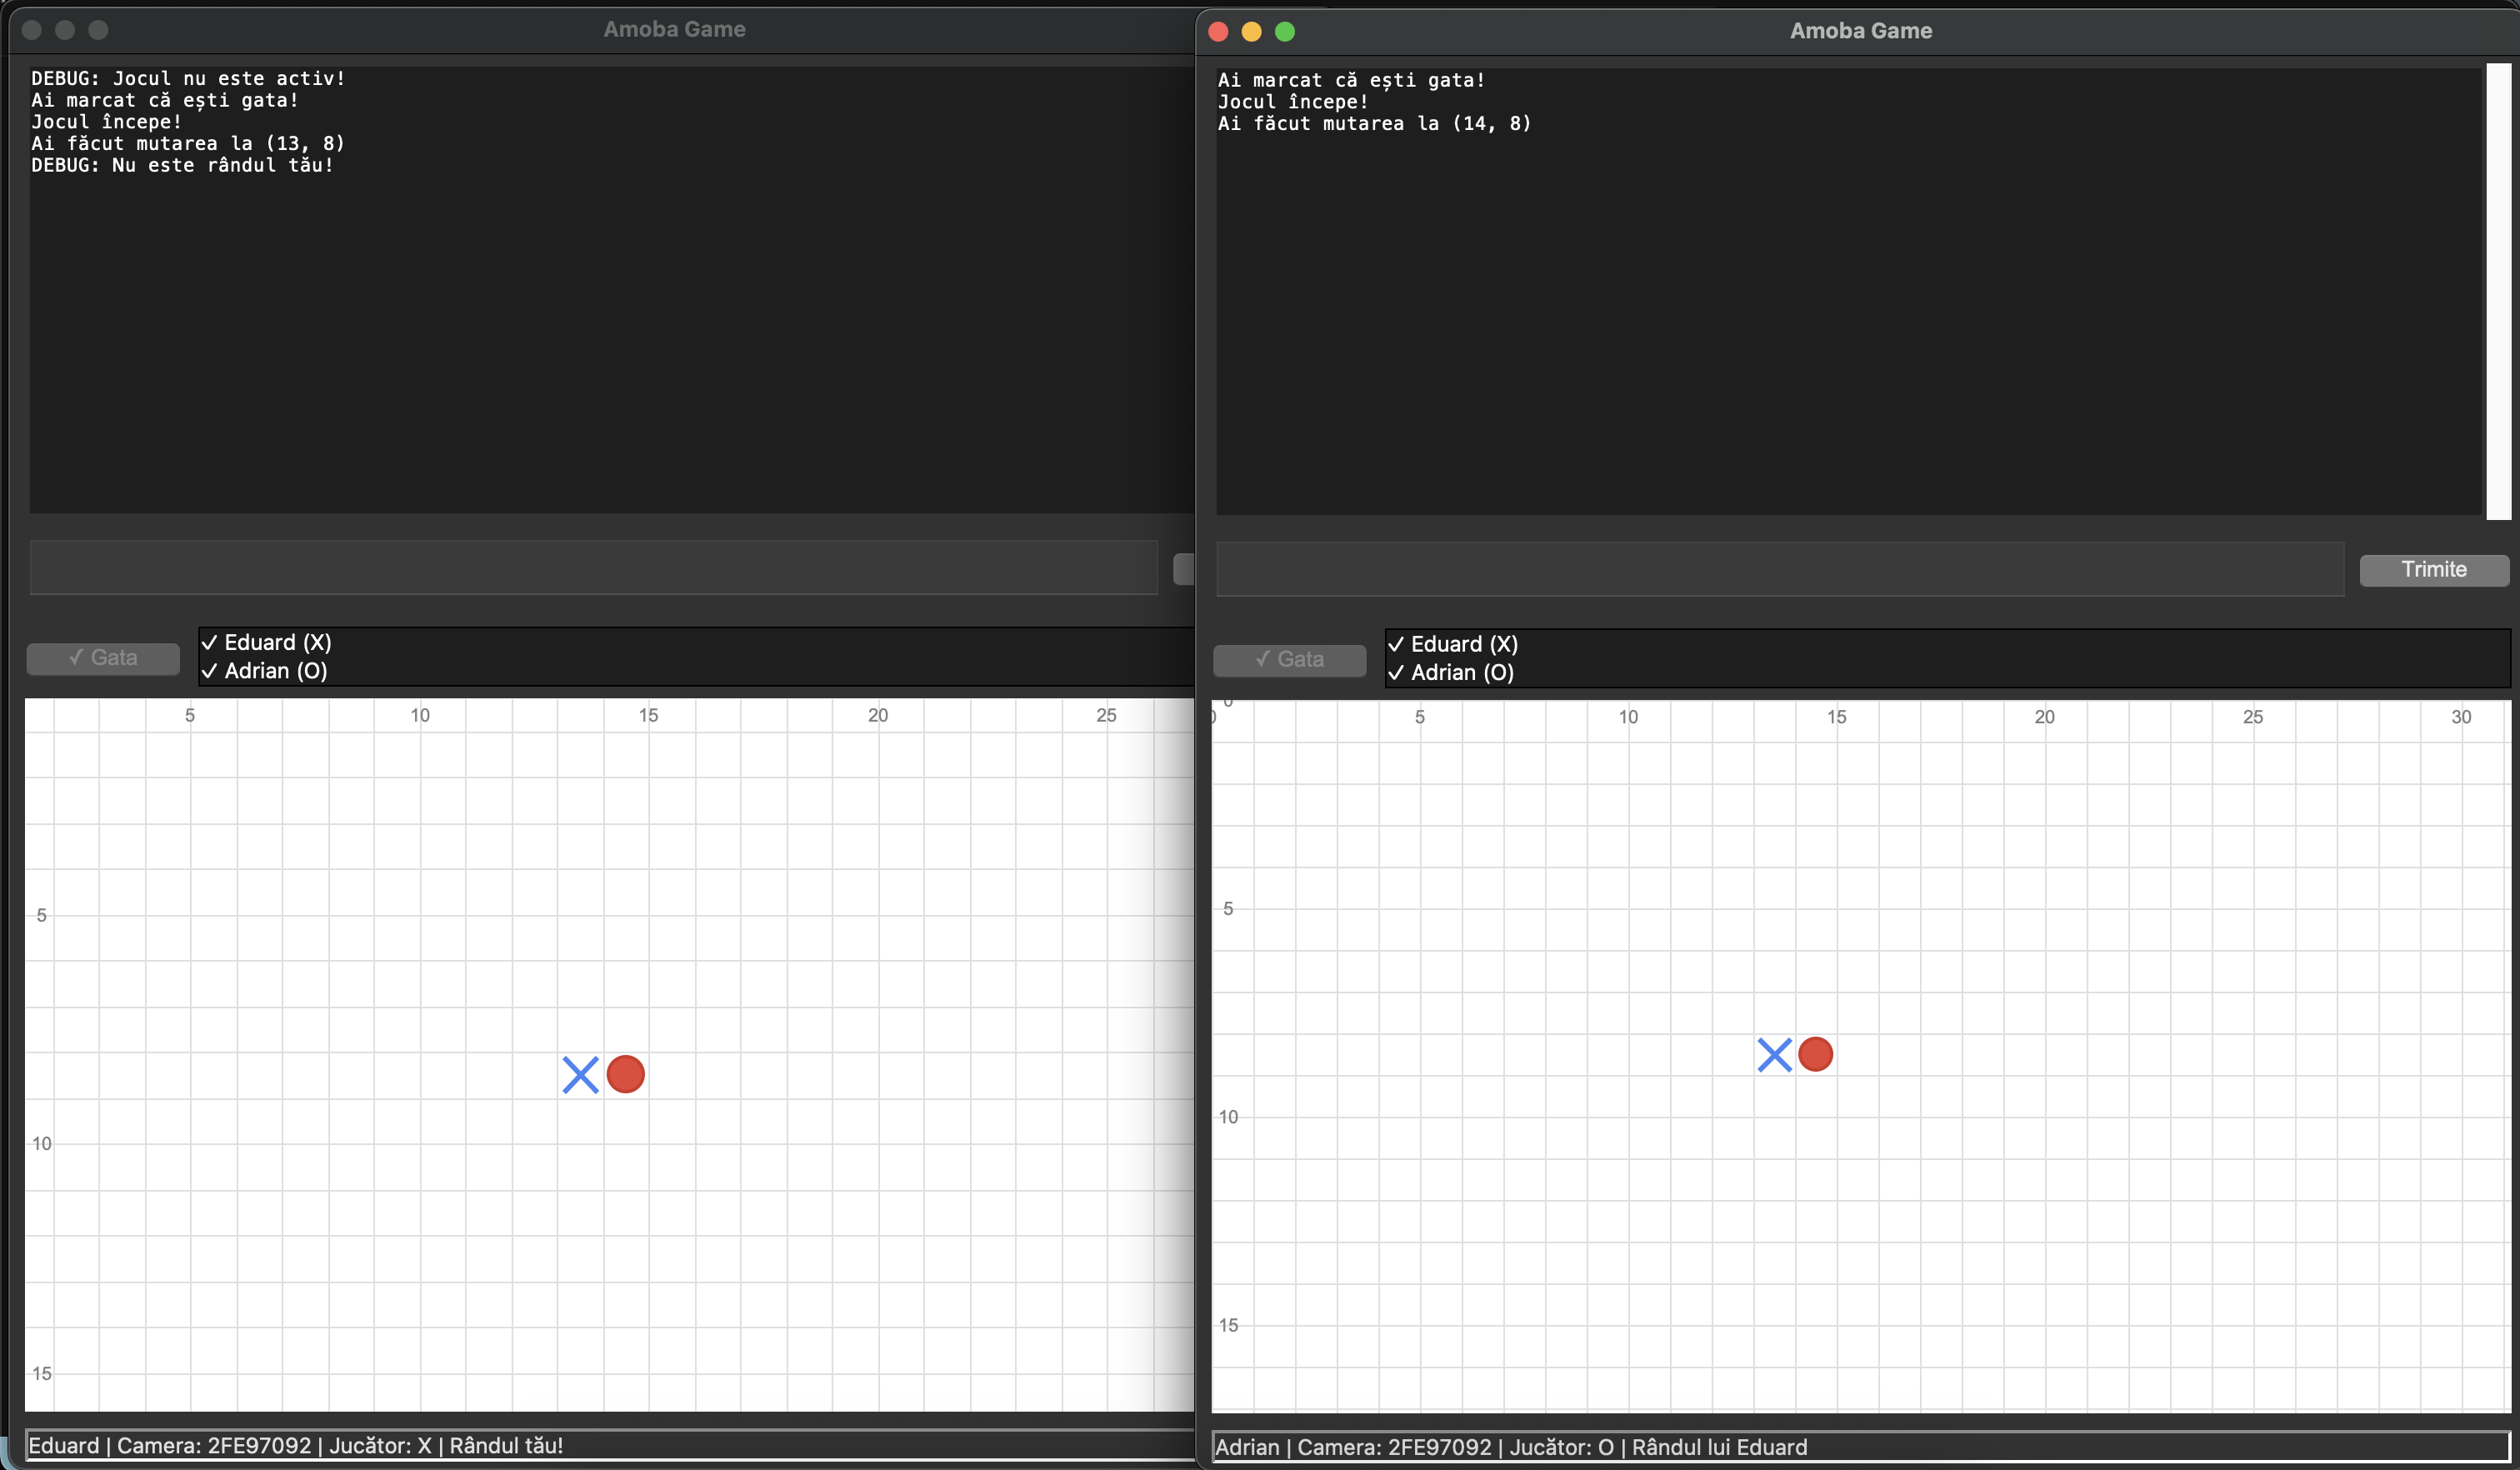 Amoba Game
DEBUG: Jocul nu este activ!
Ai marcat că ești gata!
Jocul începe!
Ai făcut mutarea la (13, 8)
DEBUG: Nu este rândul tău!
✓ Gata
✓ Eduard (X)
✓ Adrian (O)
5 10 15 20 25
5
10
15
Eduard | Camera: 2FE97092 | Jucător: X | Rândul tău!
Amoba Game
Ai marcat că ești gata!
Jocul începe!
Ai făcut mutarea la (14, 8)
Trimite
✓ Gata
✓ Eduard (X)
✓ Adrian (O)
0
0 5 10 15 20 25 30
5
10
15
Adrian | Camera: 2FE97092 | Jucător: O | Rândul lui Eduard